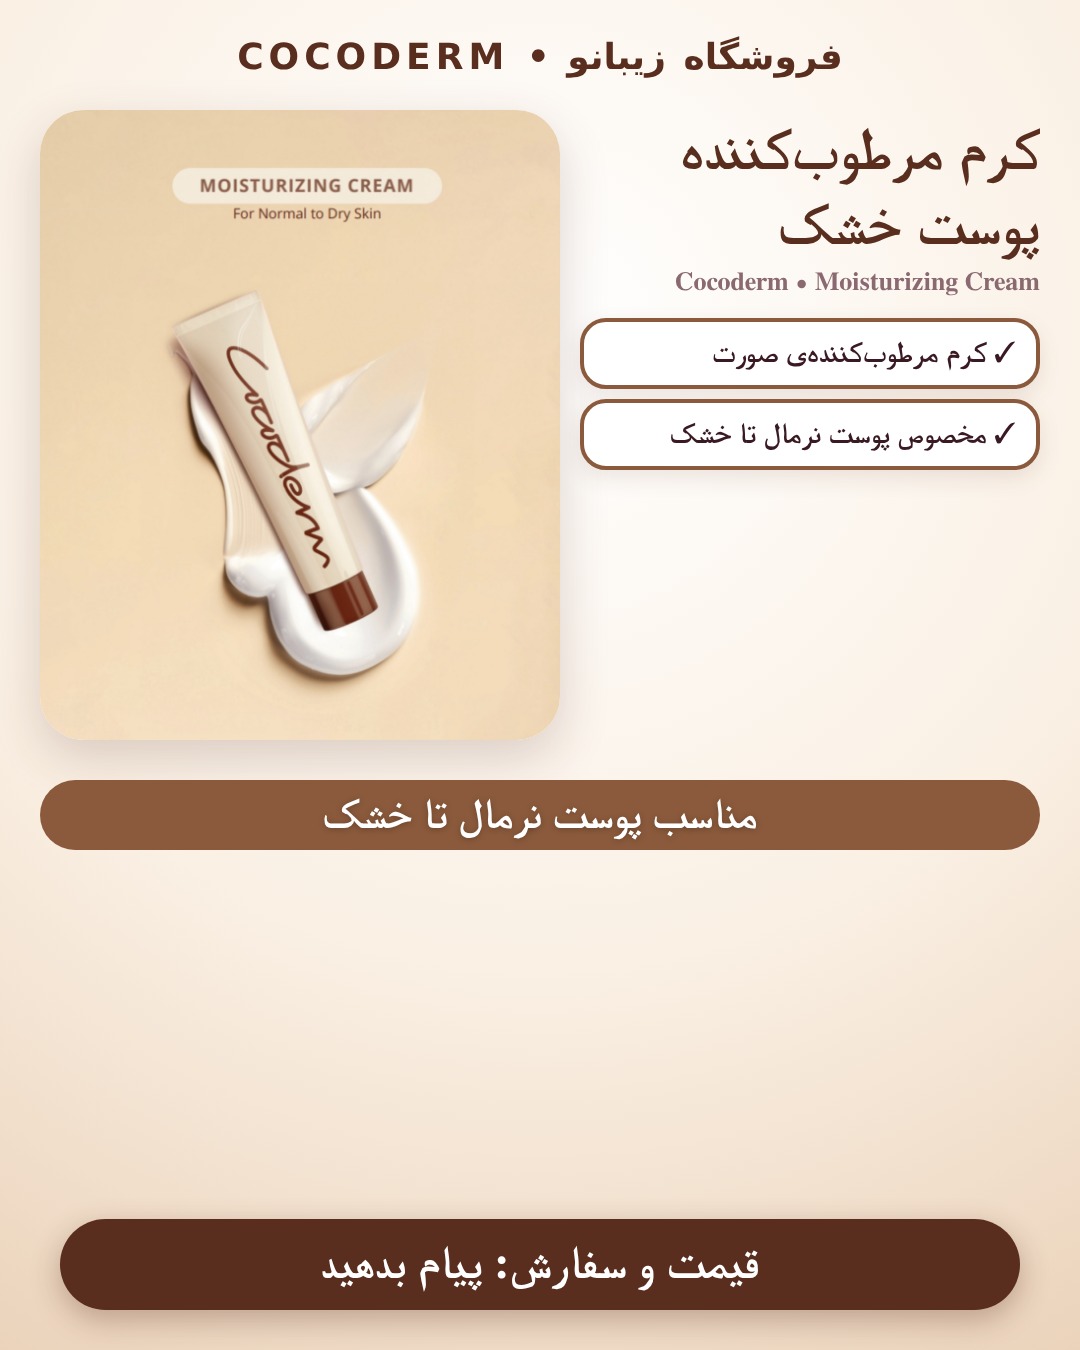 فروشگاه زیبانو • COCODERM
MOISTURIZING CREAM
For Normal to Dry Skin
Cocoderm
کرم مرطوب‌کننده
پوست خشک
Cocoderm • Moisturizing Cream
✓ کرم مرطوب‌کننده‌ی صورت
✓ مخصوص پوست نرمال تا خشک
مناسب پوست نرمال تا خشک
قیمت و سفارش: پیام بدهید